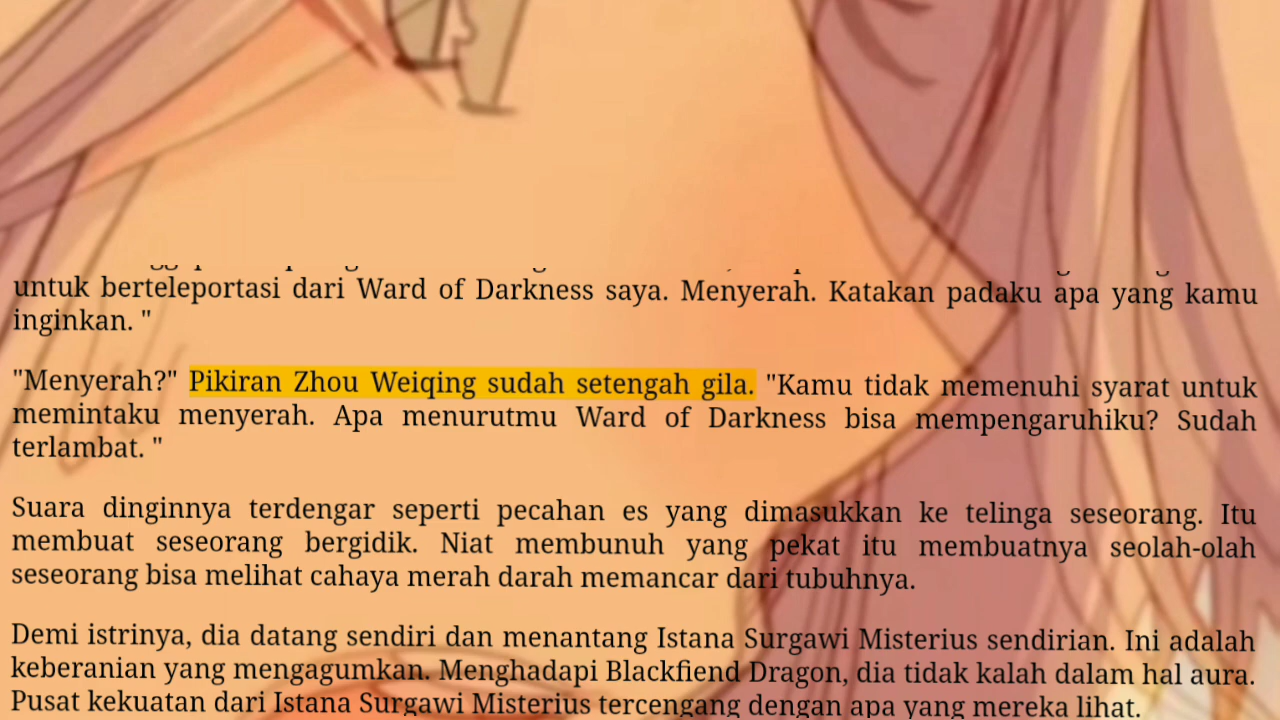 untuk berteleportasi dari Ward of Darkness saya. Menyerah. Katakan padaku apa yang kamu
inginkan. "
"Menyerah?" Pikiran Zhou Weiqing sudah setengah gila. "Kamu tidak memenuhi syarat untuk
memintaku menyerah. Apa menurutmu Ward of Darkness bisa mempengaruhiku? Sudah
terlambat. "
Suara dinginnya terdengar seperti pecahan es yang dimasukkan ke telinga seseorang. Itu
membuat seseorang bergidik. Niat membunuh yang pekat itu membuatnya seolah-olah
seseorang bisa melihat cahaya merah darah memancar dari tubuhnya.
Demi istrinya, dia datang sendiri dan menantang Istana Surgawi Misterius sendirian. Ini adalah
keberanian yang mengagumkan. Menghadapi Blackfiend Dragon, dia tidak kalah dalam hal aura.
Pusat kekuatan dari Istana Surgawi Misterius tercengang dengan apa yang mereka lihat.